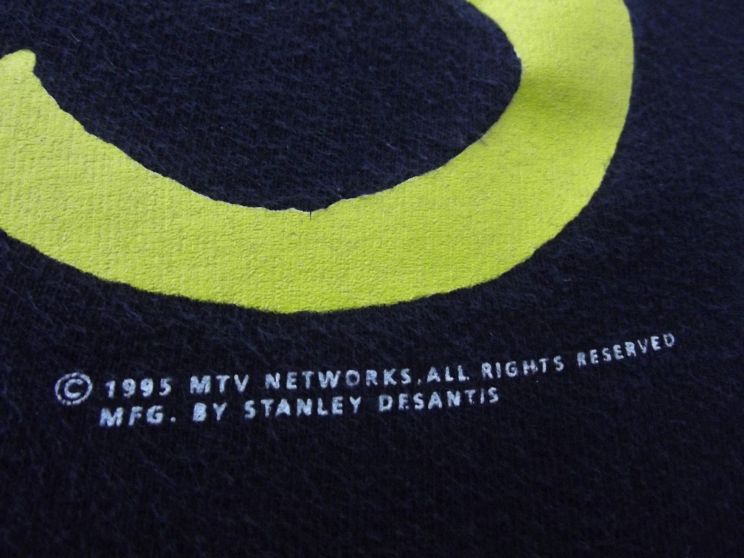 © 1995 MTV NETWORKS, ALL RIGHTS RESERVED
MFG. BY STANLEY DESANTIS